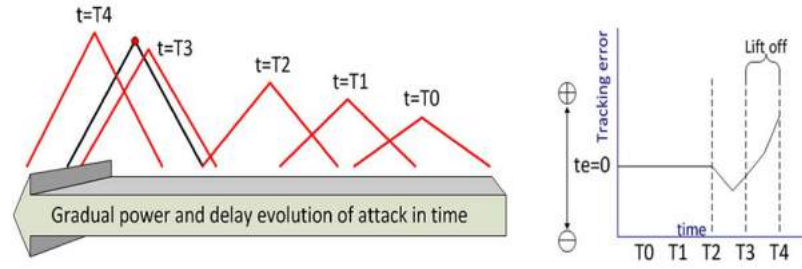 t=T4
t=T3
t=T2
t=T1
t=T0
Gradual power and delay evolution of attack in time
Tracking error
Lift off
+
te=0
−
time
T0 T1 T2 T3 T4